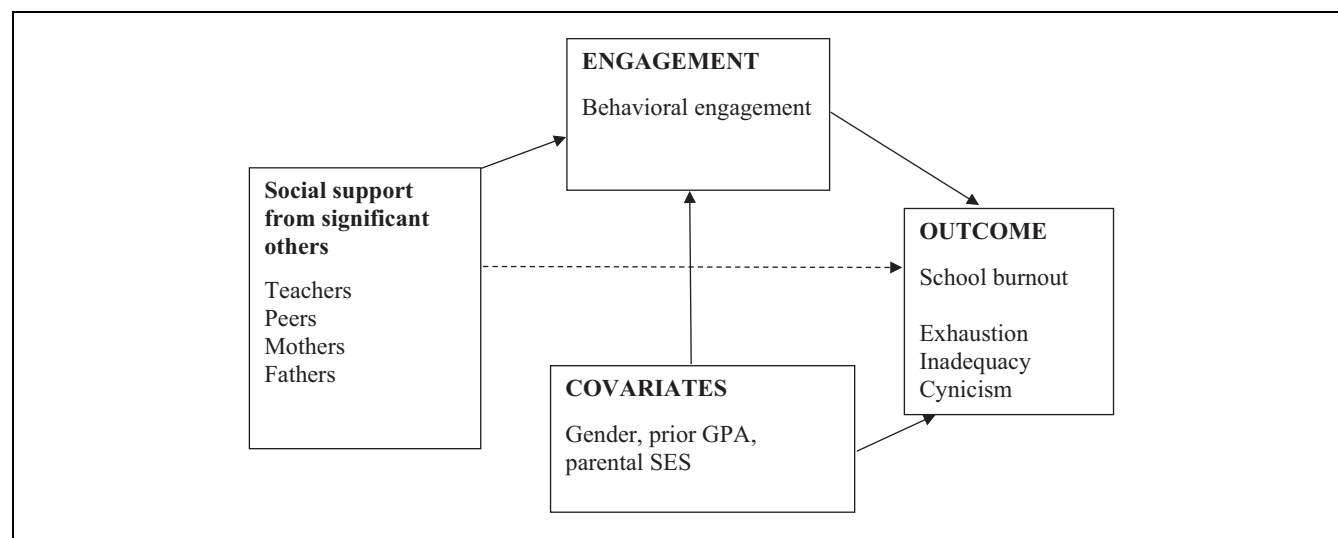 ENGAGEMENT
Behavioral engagement
Social support
from significant
others
Teachers
Peers
Mothers
Fathers
OUTCOME
School burnout
Exhaustion
Inadequacy
Cynicism
COVARIATES
Gender, prior GPA,
parental SES